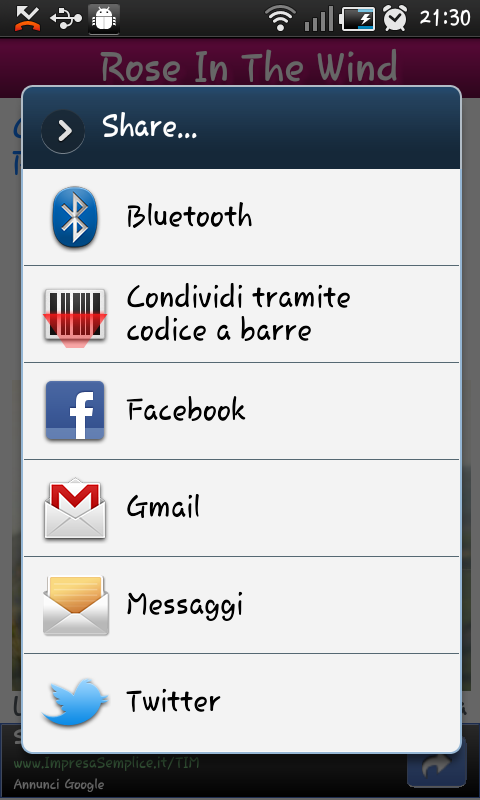 21:30
Rose In The Wind
Share...
Bluetooth
Condividi tramite
codice a barre
Facebook
Gmail
Messaggi
Twitter
www.ImpresaSemplice.it/TIM
Annunci Google